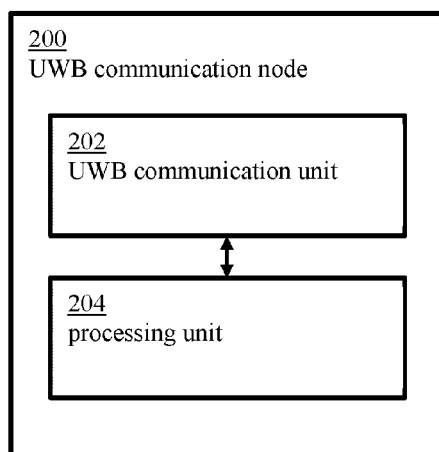 200
UWB communication node
202
UWB communication unit
204
processing unit